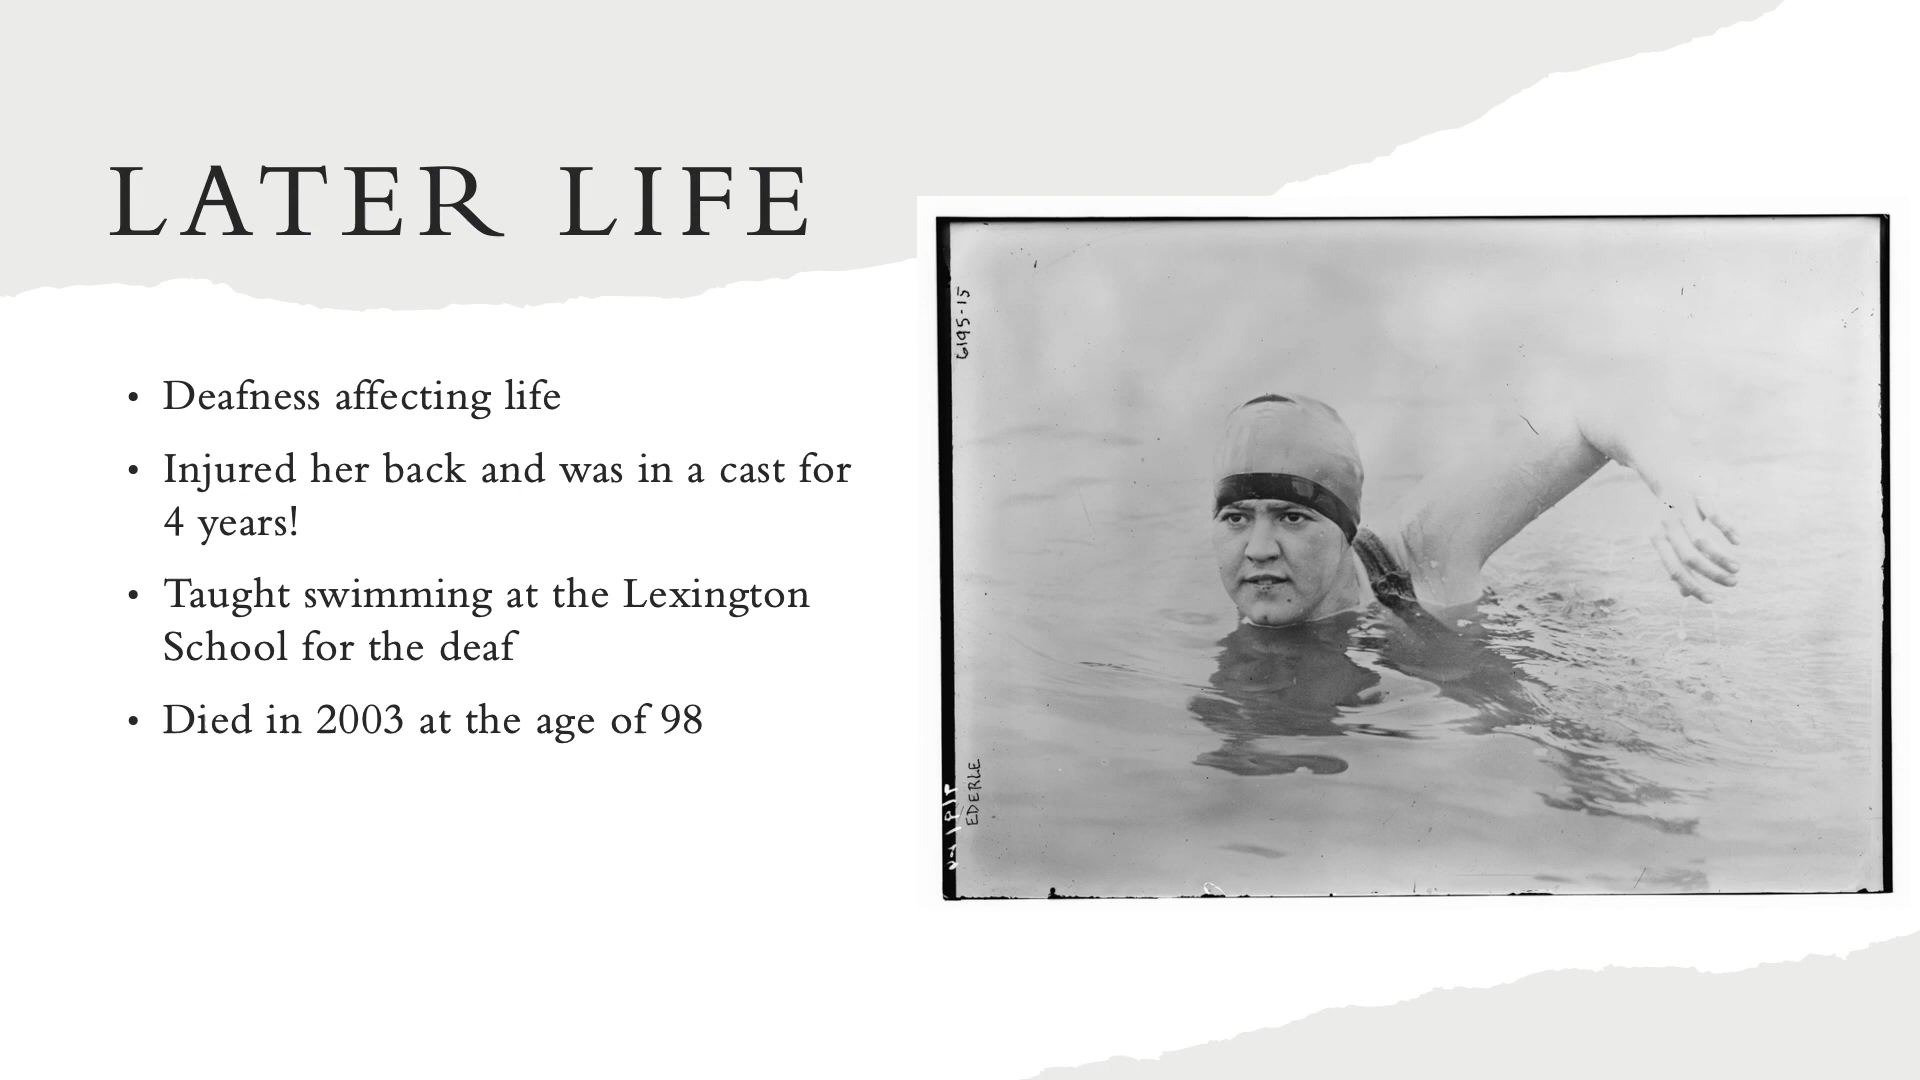 LATER LIFE
• Deafness affecting life
• Injured her back and was in a cast for
4 years!
• Taught swimming at the Lexington
School for the deaf
• Died in 2003 at the age of 98
6195-15
EDERLE